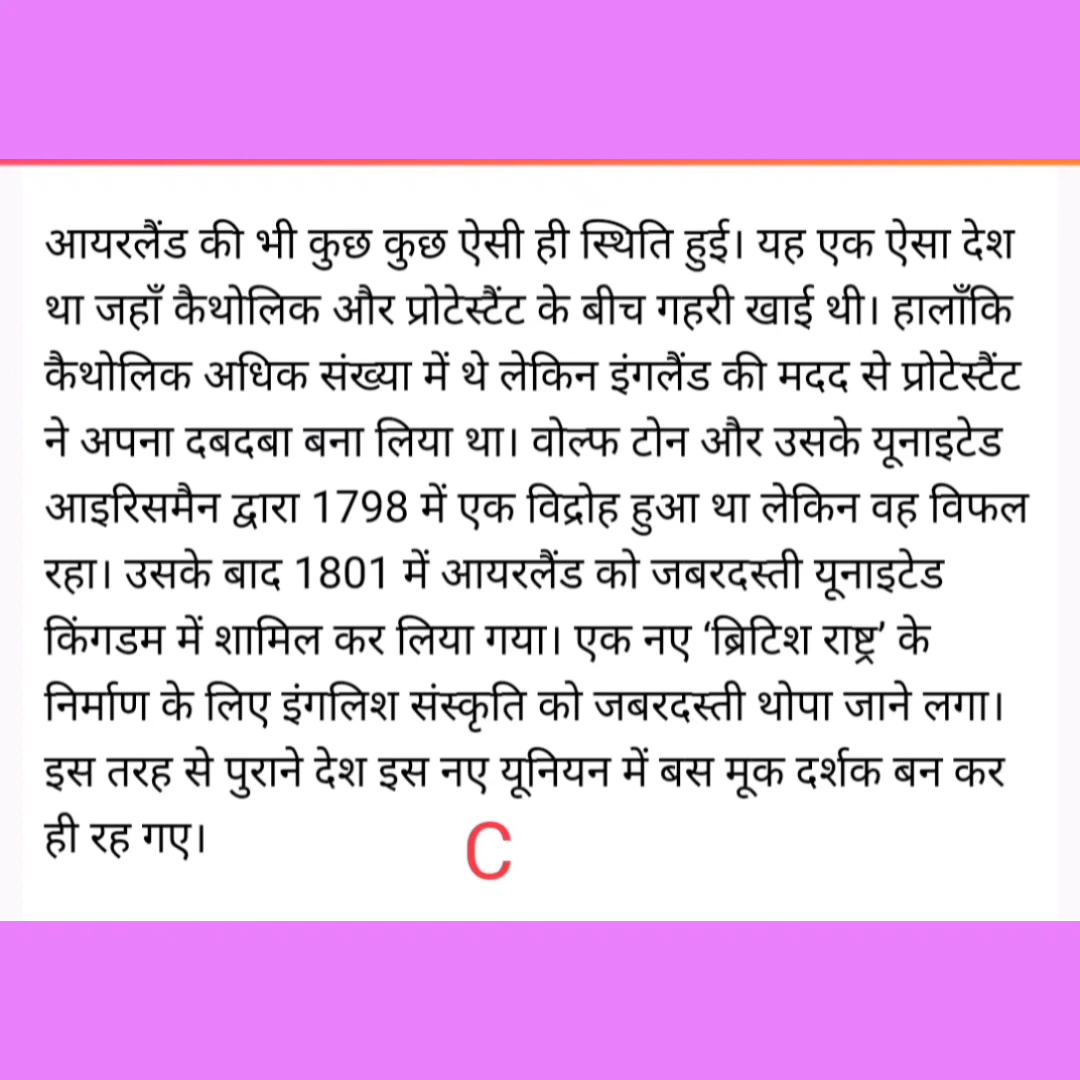 आयरलैंड की भी कुछ कुछ ऐसी ही स्थिति हुई। यह एक ऐसा देश
था जहाँ कैथोलिक और प्रोटेस्टैंट के बीच गहरी खाई थी। हालाँकि
कैथोलिक अधिक संख्या में थे लेकिन इंगलैंड की मदद से प्रोटेस्टैंट
ने अपना दबदबा बना लिया था। वोल्फ टोन और उसके यूनाइटेड
आइरिसमैन द्वारा 1798 में एक विद्रोह हुआ था लेकिन वह विफल
रहा। उसके बाद 1801 में आयरलैंड को जबरदस्ती यूनाइटेड
किंगडम में शामिल कर लिया गया। एक नए ‘ब्रिटिश राष्ट्र’ के
निर्माण के लिए इंगलिश संस्कृति को जबरदस्ती थोपा जाने लगा।
इस तरह से पुराने देश इस नए यूनियन में बस मूक दर्शक बन कर
ही रह गए।
C